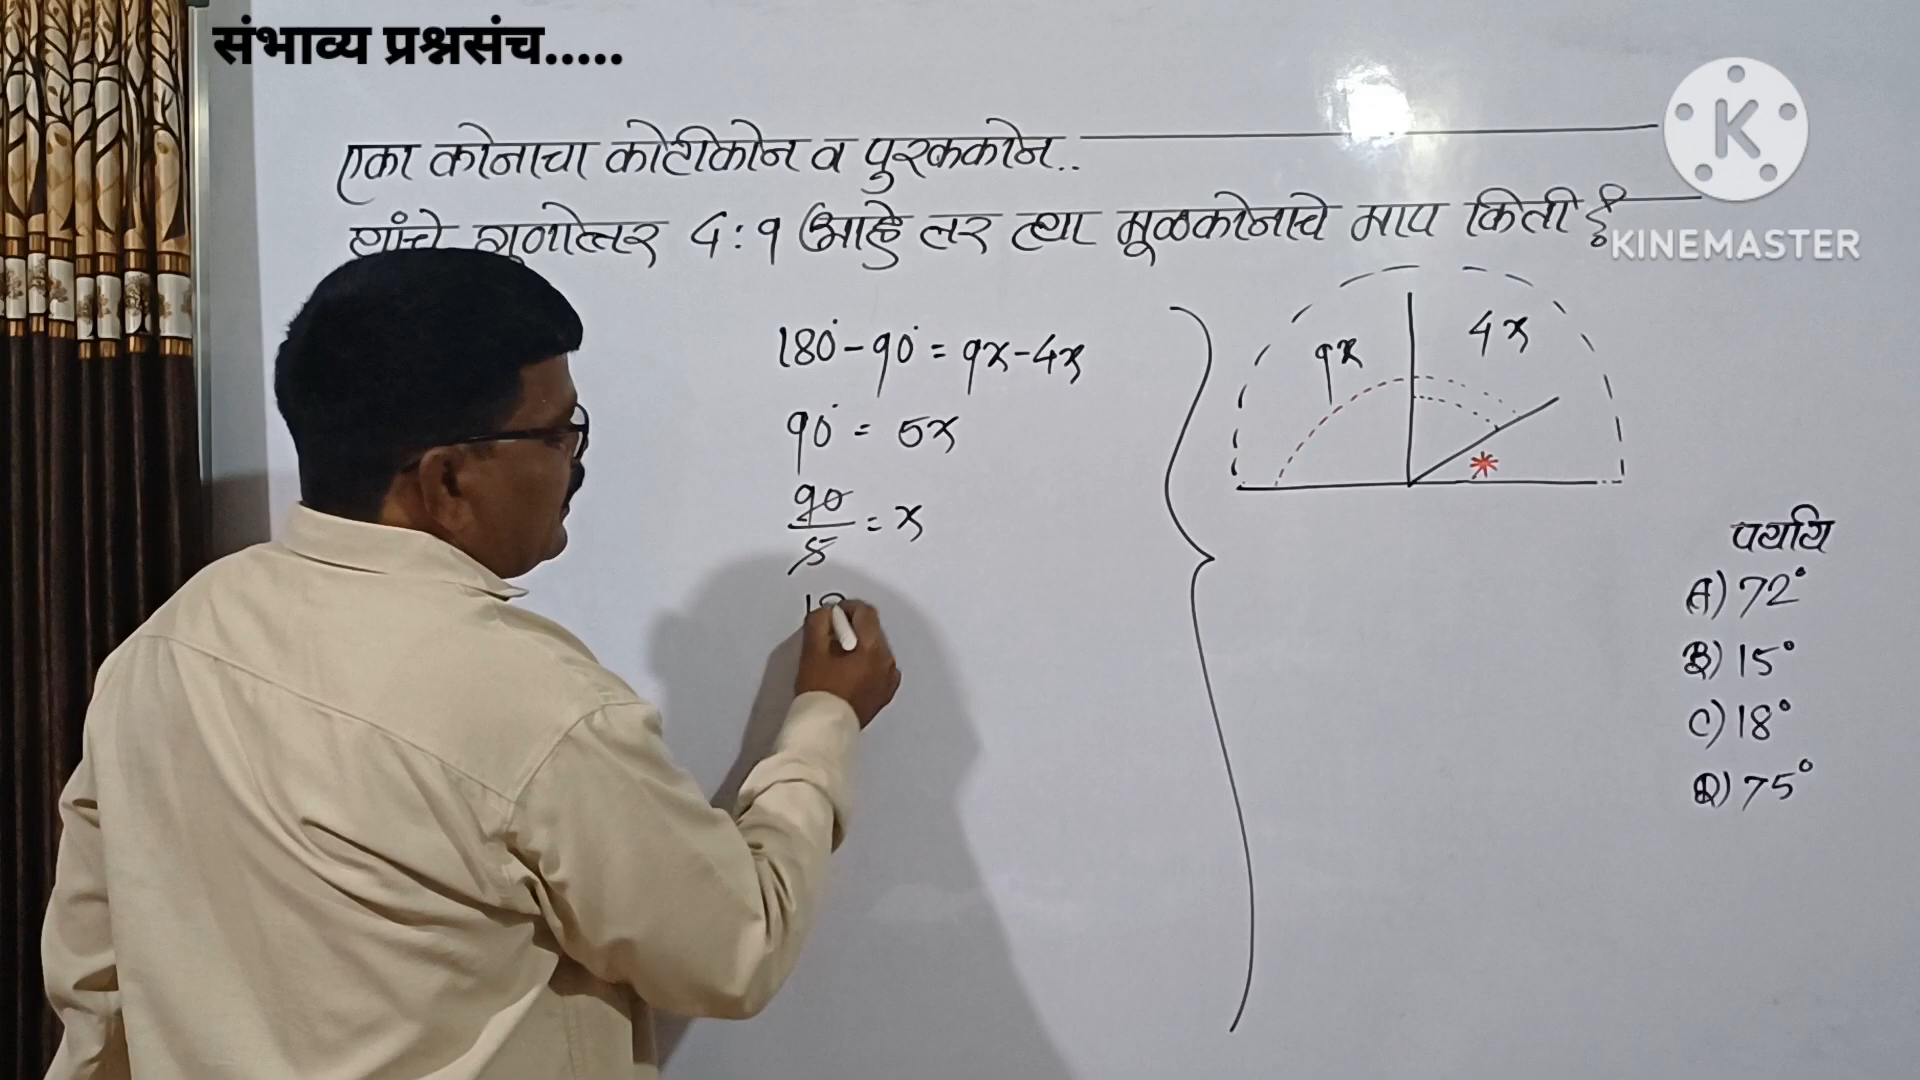 संभाव्य प्रश्नसंच.....
एका कोनाचा कोटीकोन व पुरककोन..
यांचे गुणोत्तर 4:9 आहे तर त्या मूळकोनाचे माप किती ?
180° - 90° = 9x - 4x
90° = 5x
90/5 = x
18
9x
4x
*
पर्याय
A) 72°
B) 15°
C) 18°
D) 75°
K
KINEMASTER